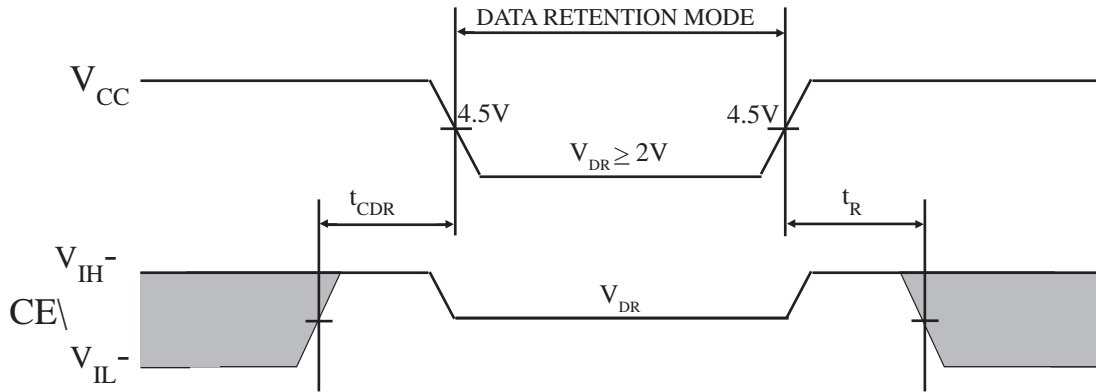 DATA RETENTION MODE
VCC
4.5V
4.5V
VDR ≥ 2V
tCDR
tR
VIH-
VDR
CE\
VIL-